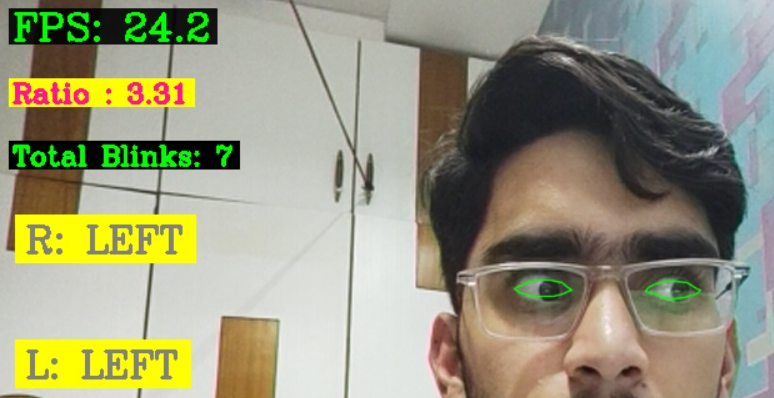 FPS: 24.2
Ratio : 3.31
Total Blinks: 7
R: LEFT
L: LEFT